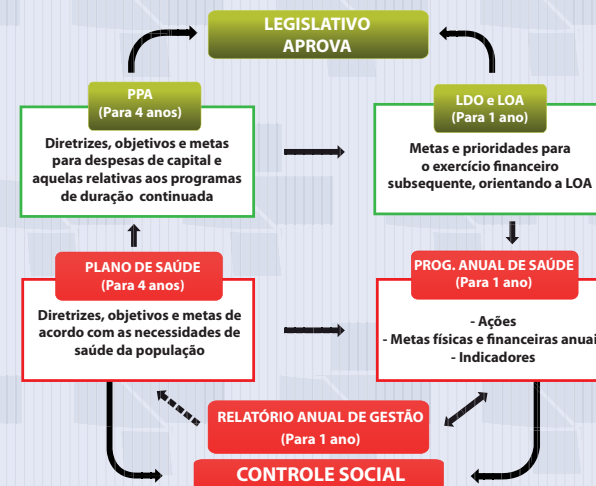 LEGISLATIVO
APROVA
PPA
(Para 4 anos)
Diretrizes, objetivos e metas
para despesas de capital e
aquelas relativas aos programas
de duração continuada
LDO e LOA
(Para 1 ano)
Metas e prioridades para
o exercício financeiro
subsequente, orientando a LOA
PLANO DE SAÚDE
(Para 4 anos)
Diretrizes, objetivos e metas de
acordo com as necessidades de
saúde da população
PROG. ANUAL DE SAÚDE
(Para 1 ano)
- Ações
- Metas físicas e financeiras anuai
- Indicadores
RELATÓRIO ANUAL DE GESTÃO
(Para 1 ano)
CONTROLE SOCIAL